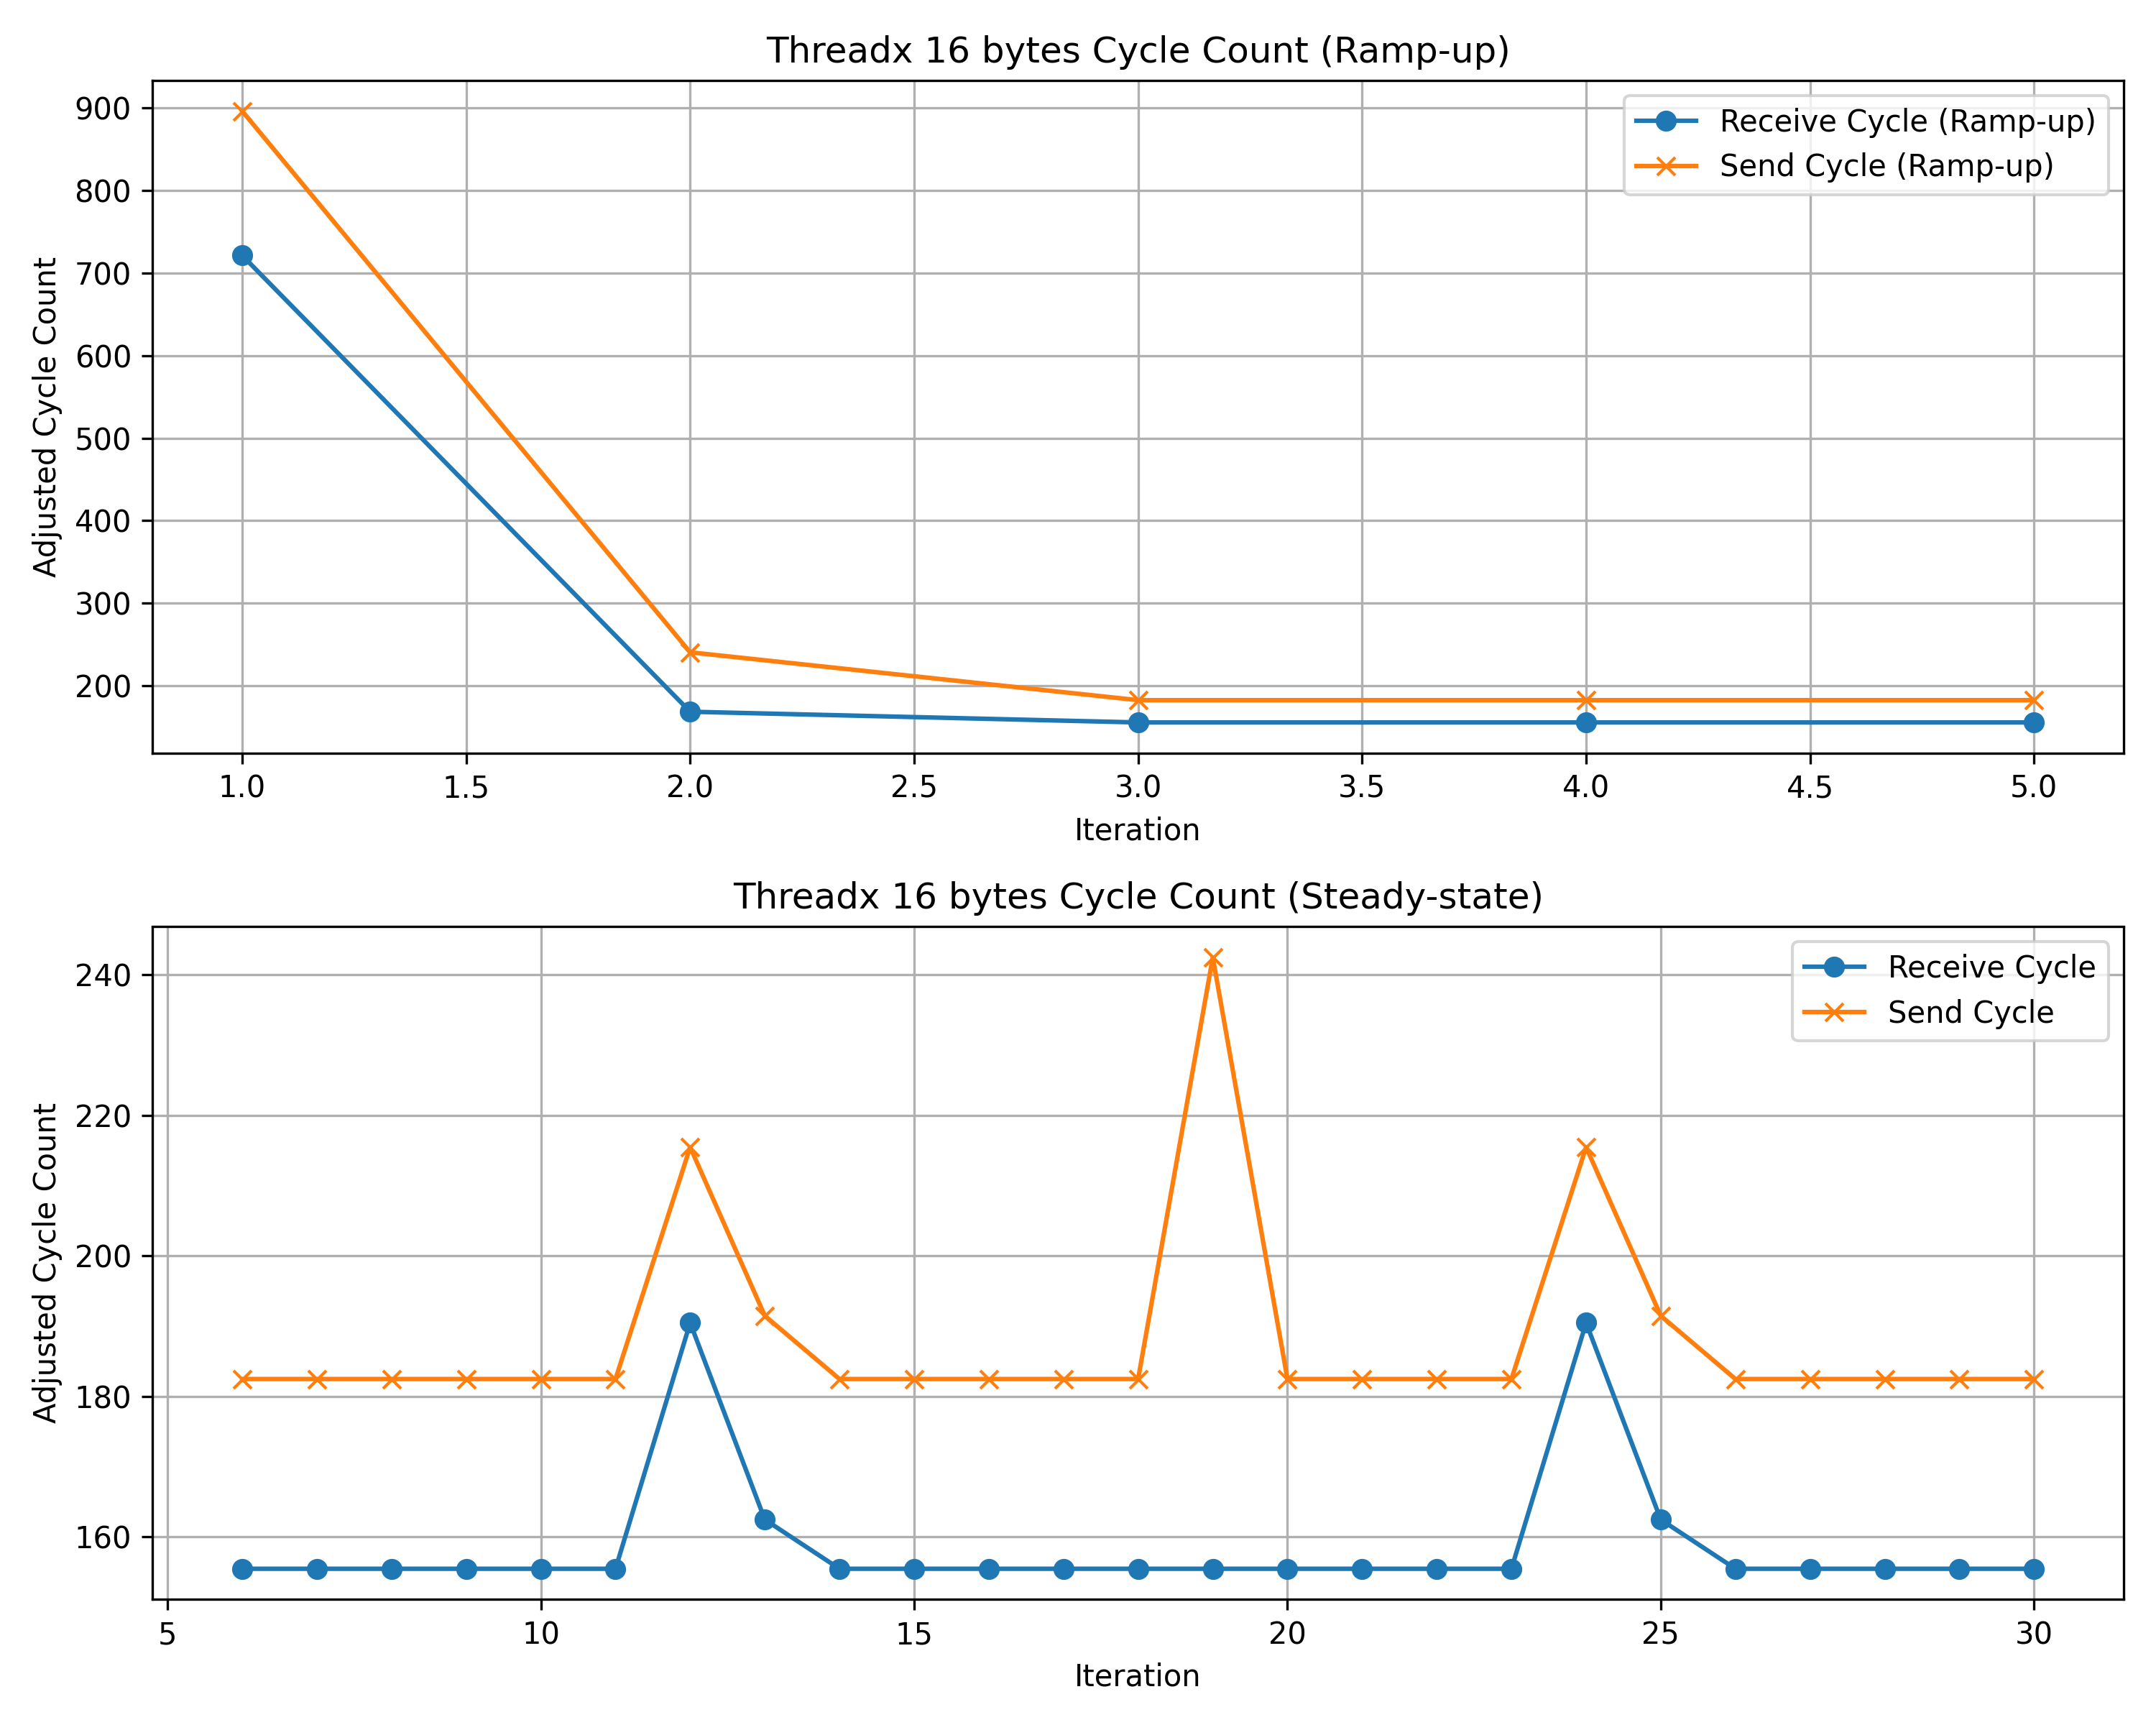 Threadx 16 bytes Cycle Count (Ramp-up)
900
800
700
600
500
400
300
200
Adjusted Cycle Count
Receive Cycle (Ramp-up)
Send Cycle (Ramp-up)
1.0 1.5 2.0 2.5 3.0 3.5 4.0 4.5 5.0
Iteration
Threadx 16 bytes Cycle Count (Steady-state)
240
220
200
180
160
Adjusted Cycle Count
Receive Cycle
Send Cycle
5 10 15 20 25 30
Iteration